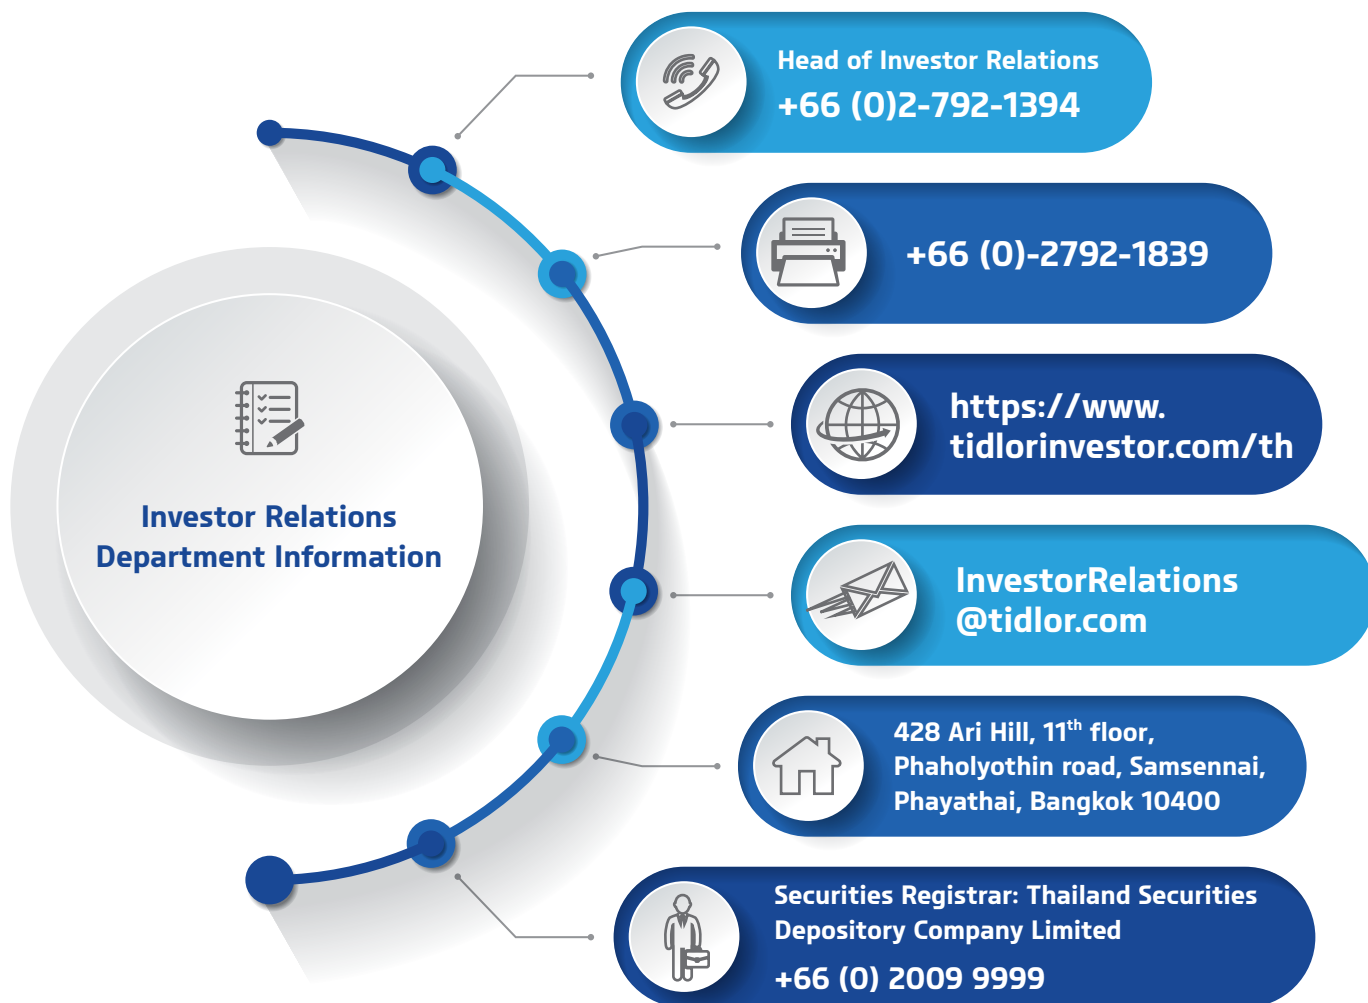 Head of Investor Relations
+66 (0)2-792-1394
+66 (0)-2792-1839
https://www.
tidlorinvestor.com/th
Investor Relations
Department Information
InvestorRelations
@tidlor.com
428 Ari Hill, 11th floor,
Phaholyothin road, Samsennai,
Phayathai, Bangkok 10400
Securities Registrar: Thailand Securities
Depository Company Limited
+66 (0) 2009 9999